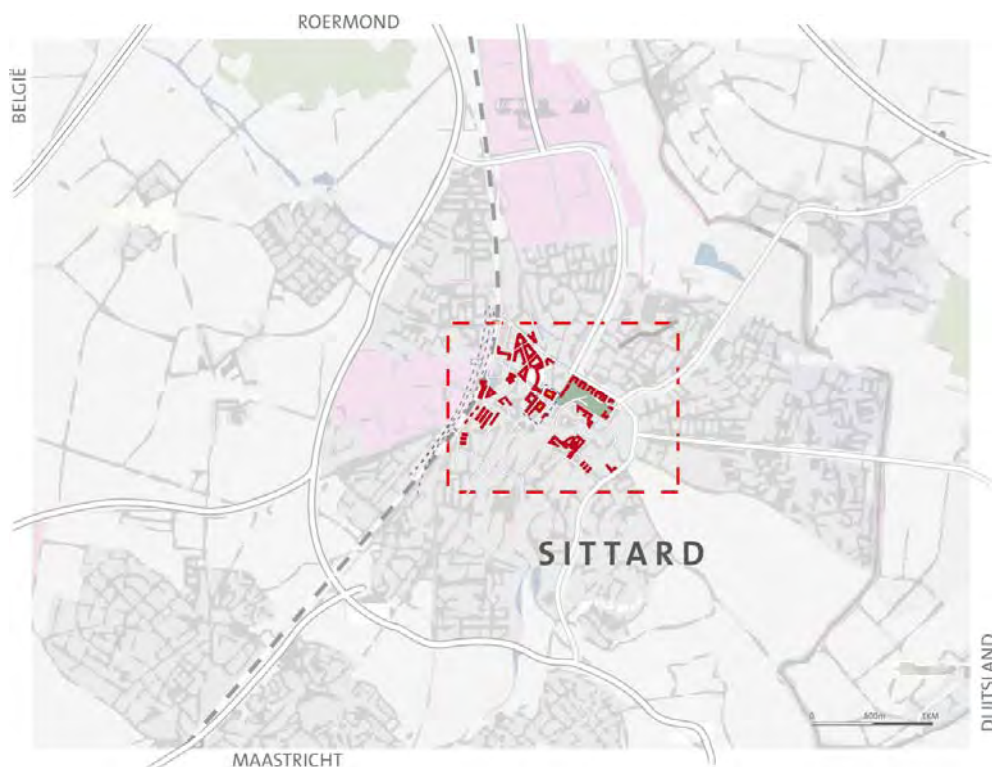 ROERMOND
BELGIË
SITTARD
DUITSLAND
0 500m 1KM
MAASTRICHT